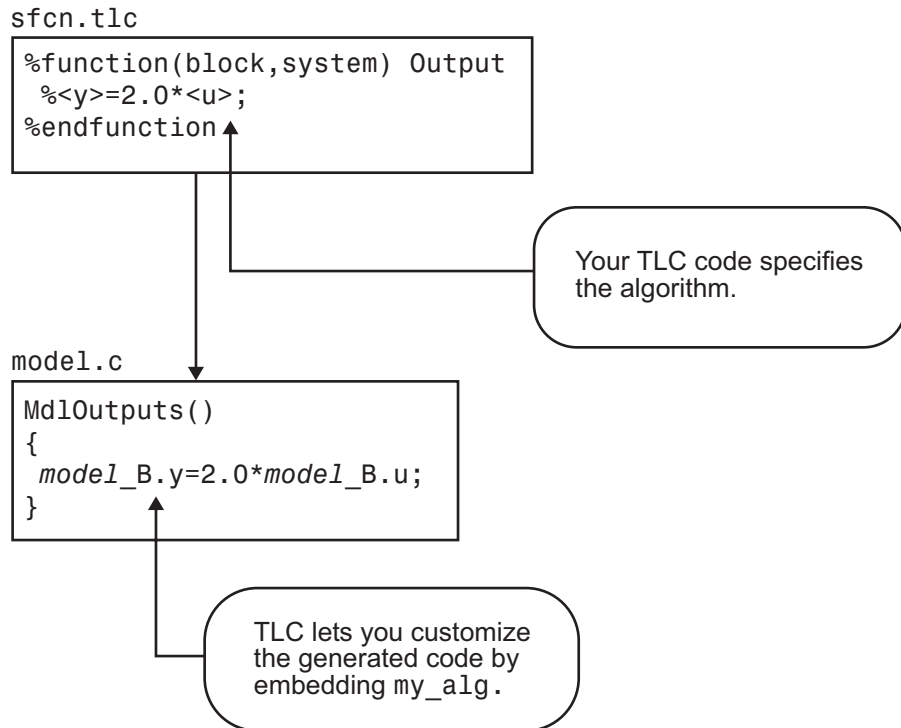 sfcn.tlc
%function(block,system) Output
%<y>=2.0*<u>;
%endfunction
Your TLC code specifies
the algorithm.
model.c
MdlOutputs()
{
model_B.y=2.0*model_B.u;
}
TLC lets you customize
the generated code by
embedding my_alg.